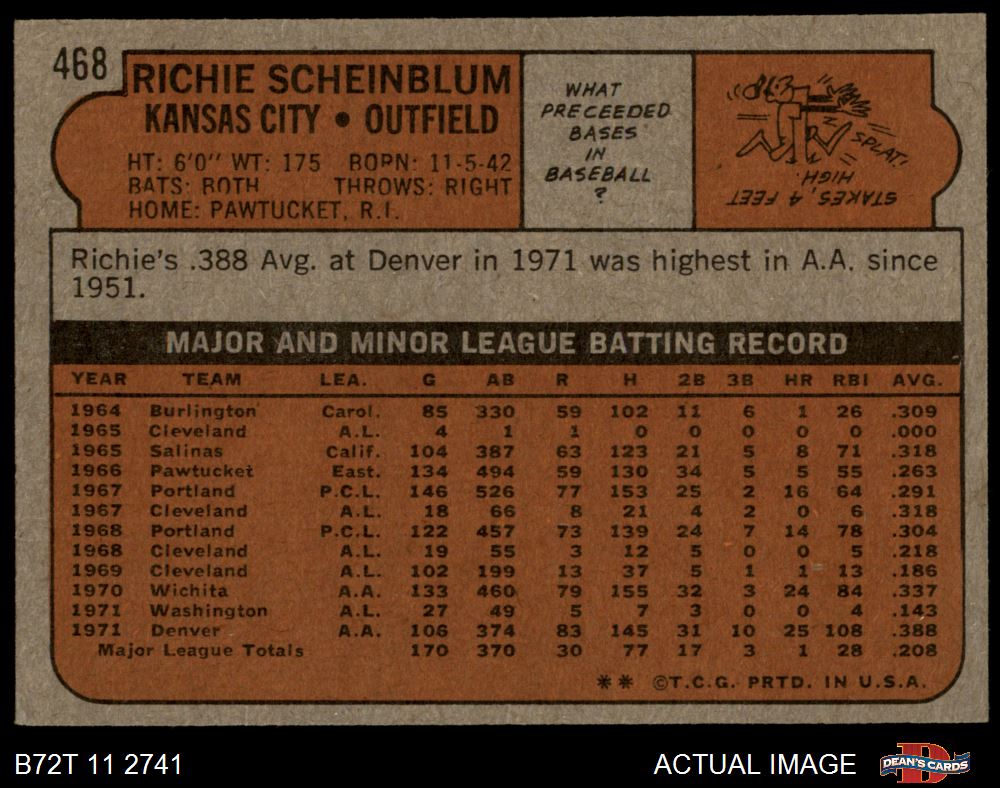 468
RICHIE SCHEINBLUM
KANSAS CITY • OUTFIELD
HT: 6'0" WT: 175 BORN: 11-5-42
BATS: BOTH THROWS: RIGHT
HOME: PAWTUCKET, R.I.
WHAT
PRECEEDED
BASES
IN
BASEBALL
?
SPLAT!
STAKES, 4 FEET
HIGH
Richie's .388 Avg. at Denver in 1971 was highest in A.A. since
1951.
MAJOR AND MINOR LEAGUE BATTING RECORD
YEAR TEAM LEA. G AB R H 2B 3B HR RBI AVG.
1964 Burlington Carol. 85 330 59 102 11 6 1 26 .309
1965 Cleveland A.L. 4 1 1 0 0 0 0 0 .000
1965 Salinas Calif. 104 387 63 123 21 5 8 71 .318
1966 Pawtucket East. 134 494 59 130 34 5 5 55 .263
1967 Portland P.C.L. 146 526 77 153 25 2 16 64 .291
1967 Cleveland A.L. 18 66 8 21 4 2 0 6 .318
1968 Portland P.C.L. 122 457 73 139 24 7 14 78 .304
1968 Cleveland A.L. 19 55 3 12 5 0 0 5 .218
1969 Cleveland A.L. 102 199 13 37 5 1 1 13 .186
1970 Wichita A.A. 133 460 79 155 32 3 24 84 .337
1971 Washington A.L. 27 49 5 7 3 0 0 4 .143
1971 Denver A.A. 106 374 83 145 31 10 25 108 .388
Major League Totals 170 370 30 77 17 3 1 28 .208
** ©T.C.G. PRTD. IN U.S.A.
B72T 11 2741
ACTUAL IMAGE
DEAN'S CARDS